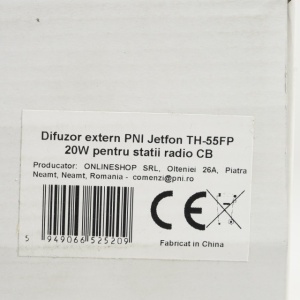 Difuzor extern PNI Jetfon TH-55FP
20W pentru statii radio CB
Producator: ONLINESHOP SRL, Olteniei 26A, Piatra
Neamt, Neamt, Romania - comenzi@pni.ro
CE
5 949066 525209
Fabricat in China